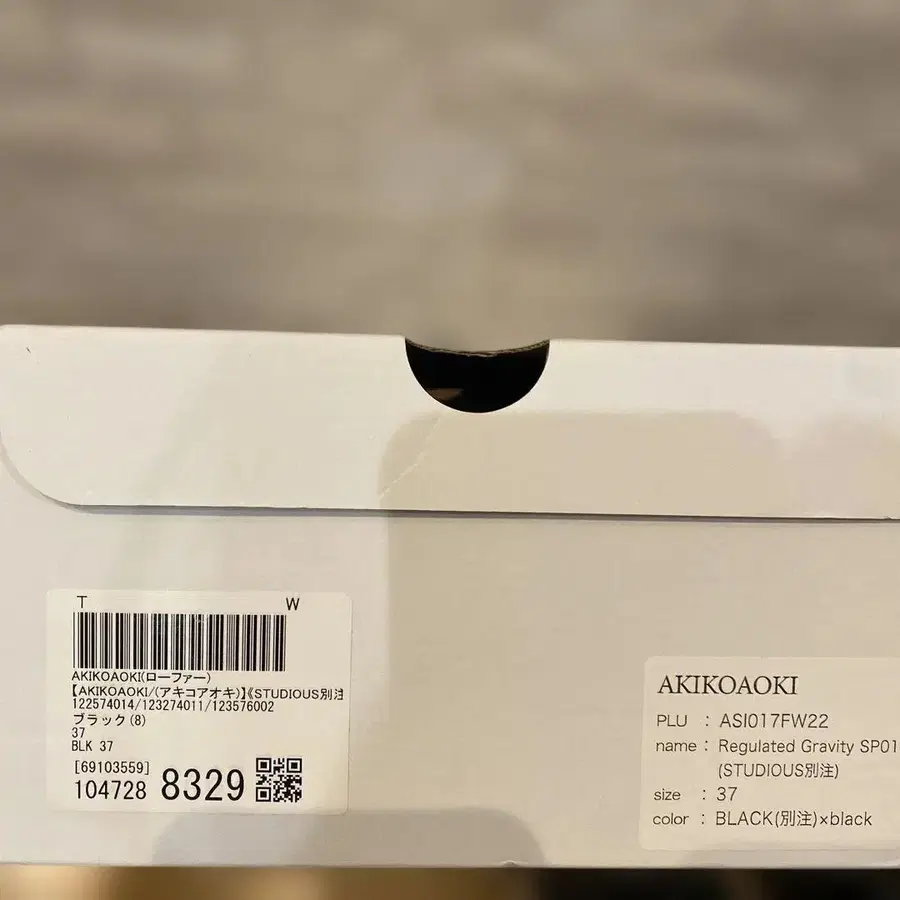 T W
AKIKOAOKI(ローファー)
【AKIKOAOKI/(アキコアオキ)】《STUDIOUS別注
122574014/123274011/123576002
ブラック(8)
37
BLK 37
[69103559]
104728 8329
AKIKOAOKI
PLU : ASI017FW22
name : Regulated Gravity SP01
(STUDIOUS別注)
size : 37
color : BLACK(別注)×black